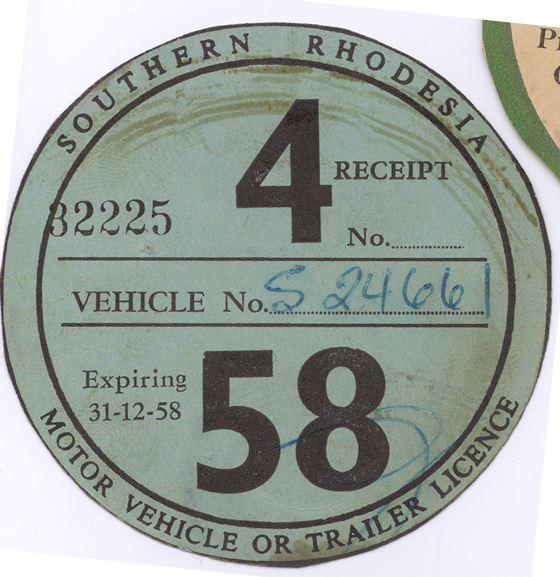 SOUTHERN RHODESIA
4
RECEIPT
32225
No.
VEHICLE No. S 24661
Expiring
31-12-58
58
MOTOR VEHICLE OR TRAILER LICENCE